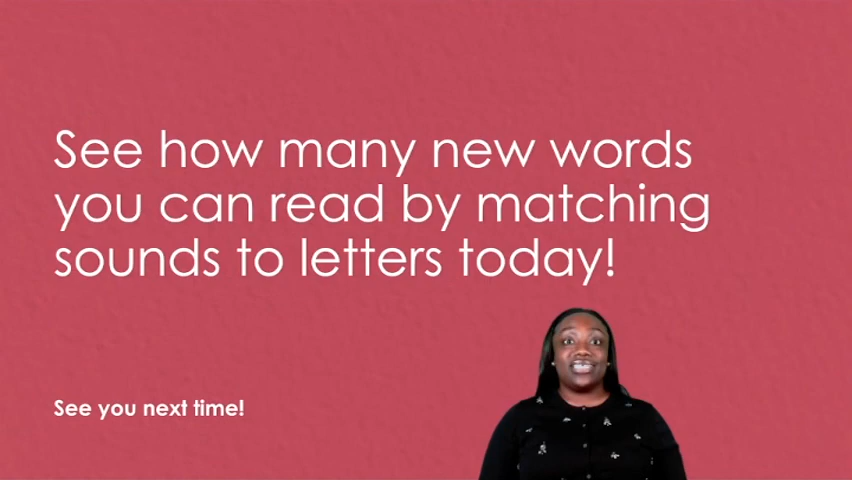 See how many new words
you can read by matching
sounds to letters today!
See you next time!